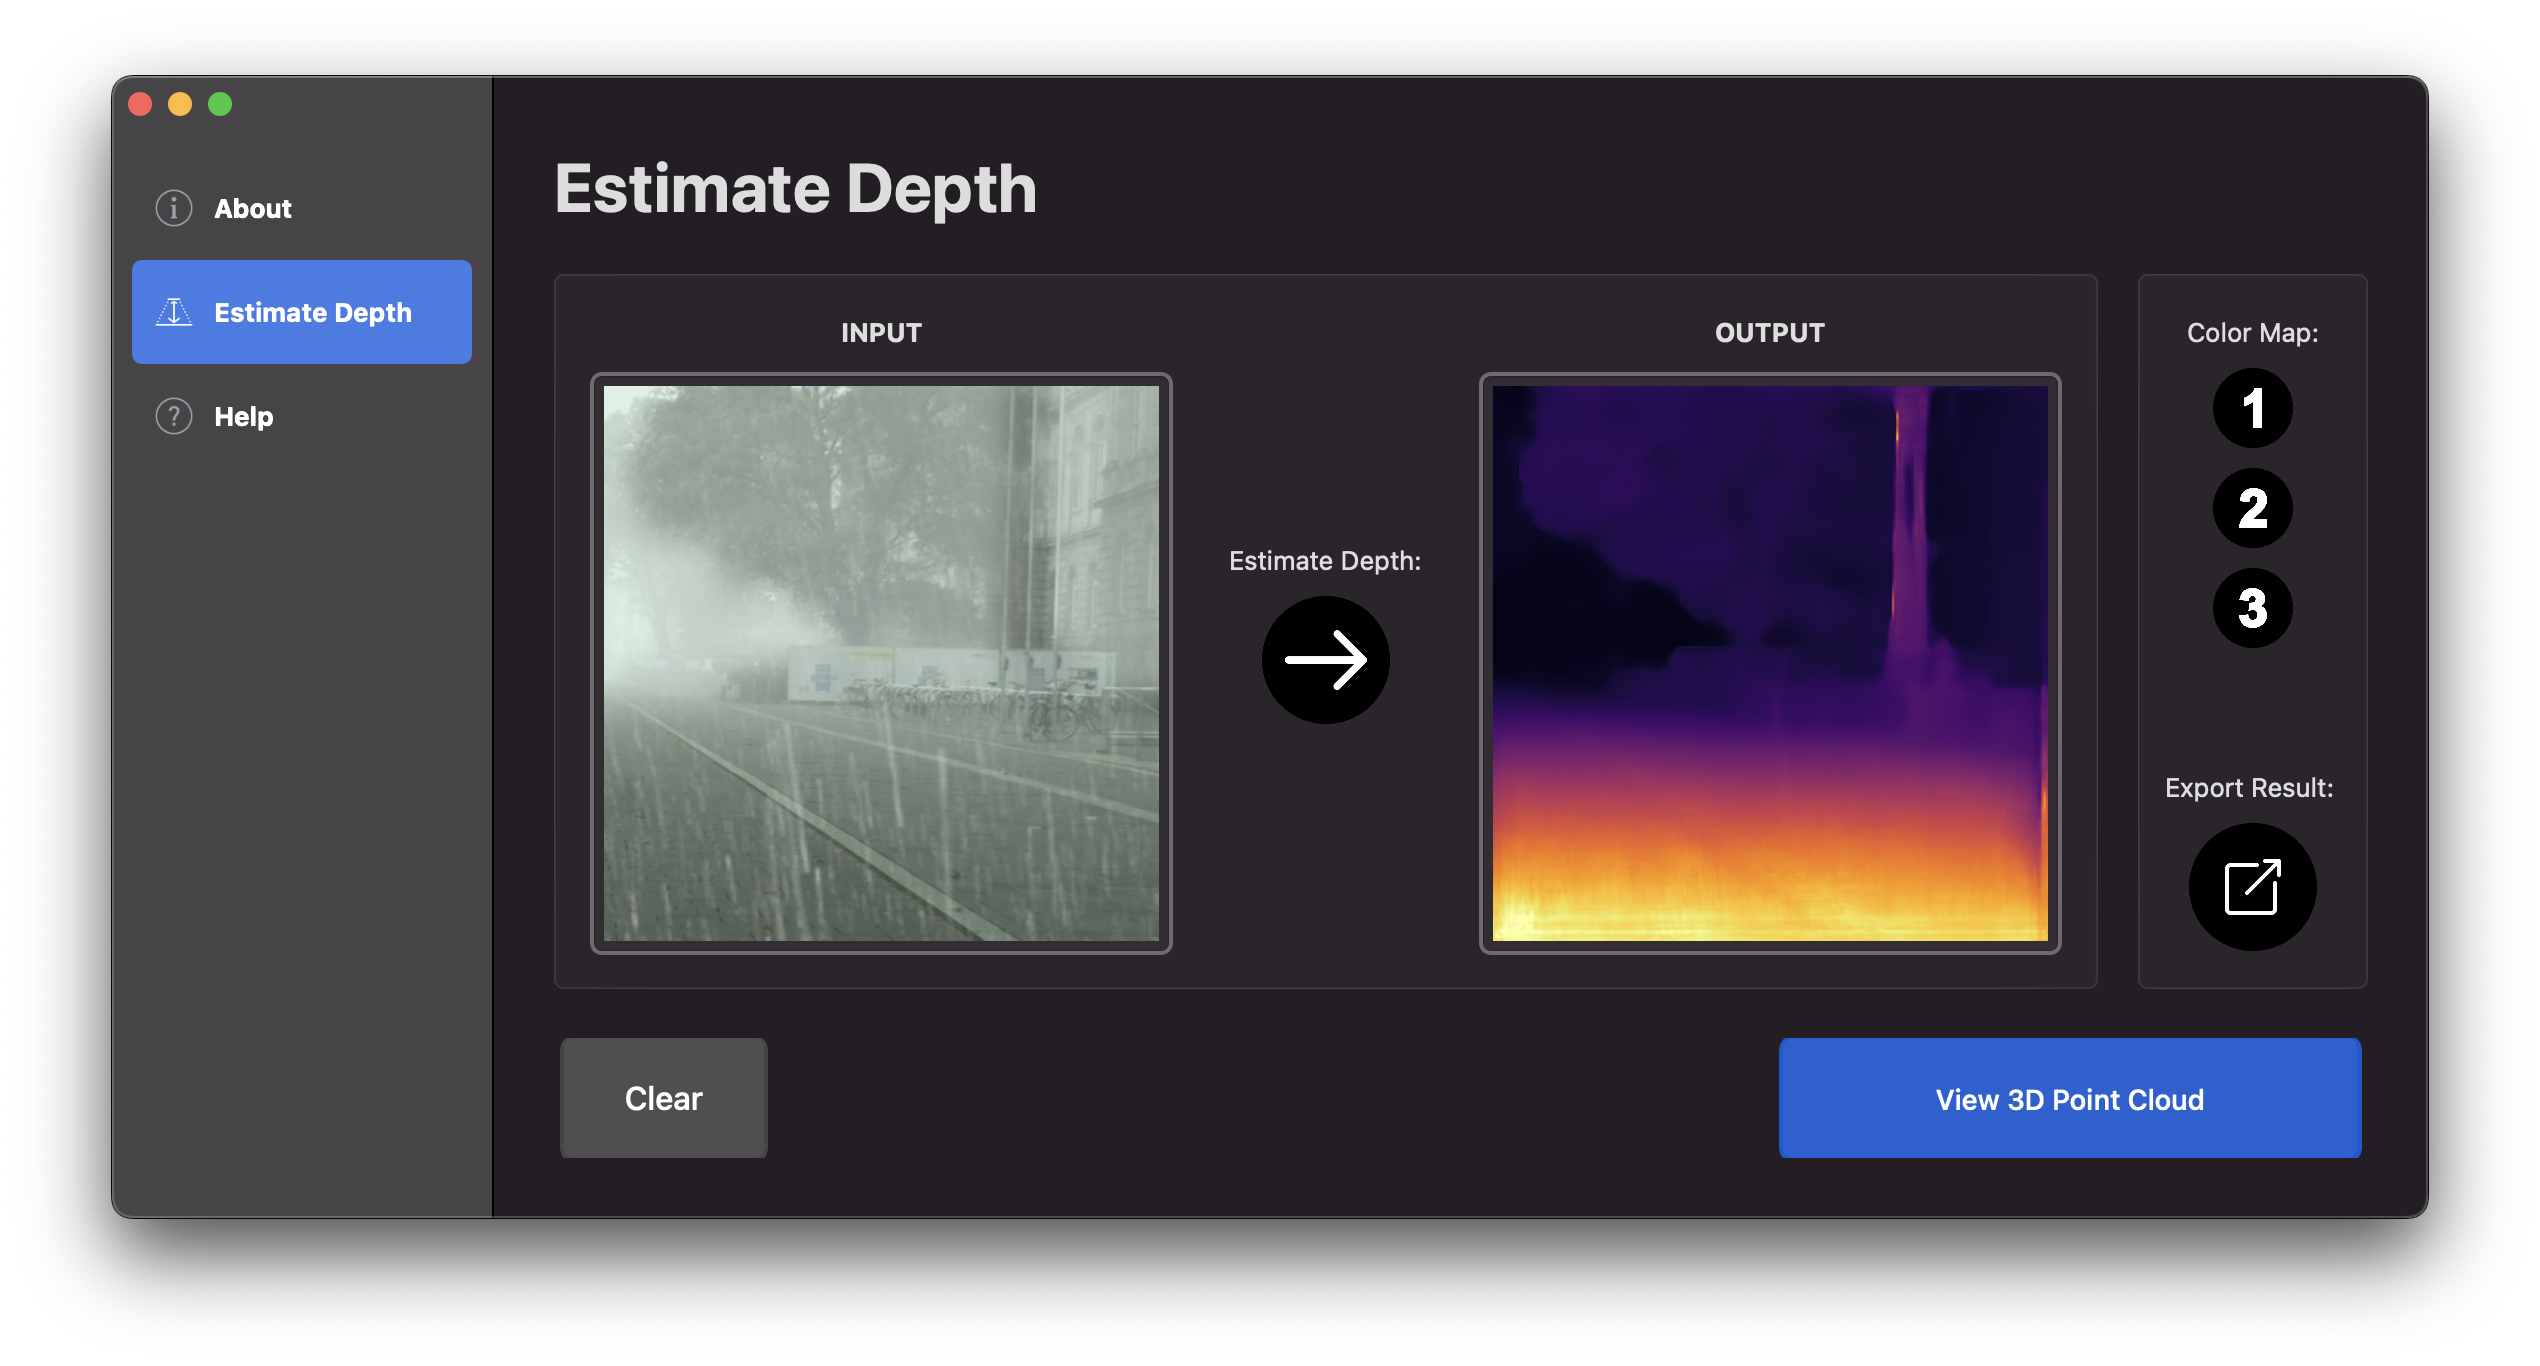 About
Estimate Depth
Help
Estimate Depth
INPUT
OUTPUT
Estimate Depth:
Color Map:
1
2
3
Export Result:
Clear
View 3D Point Cloud